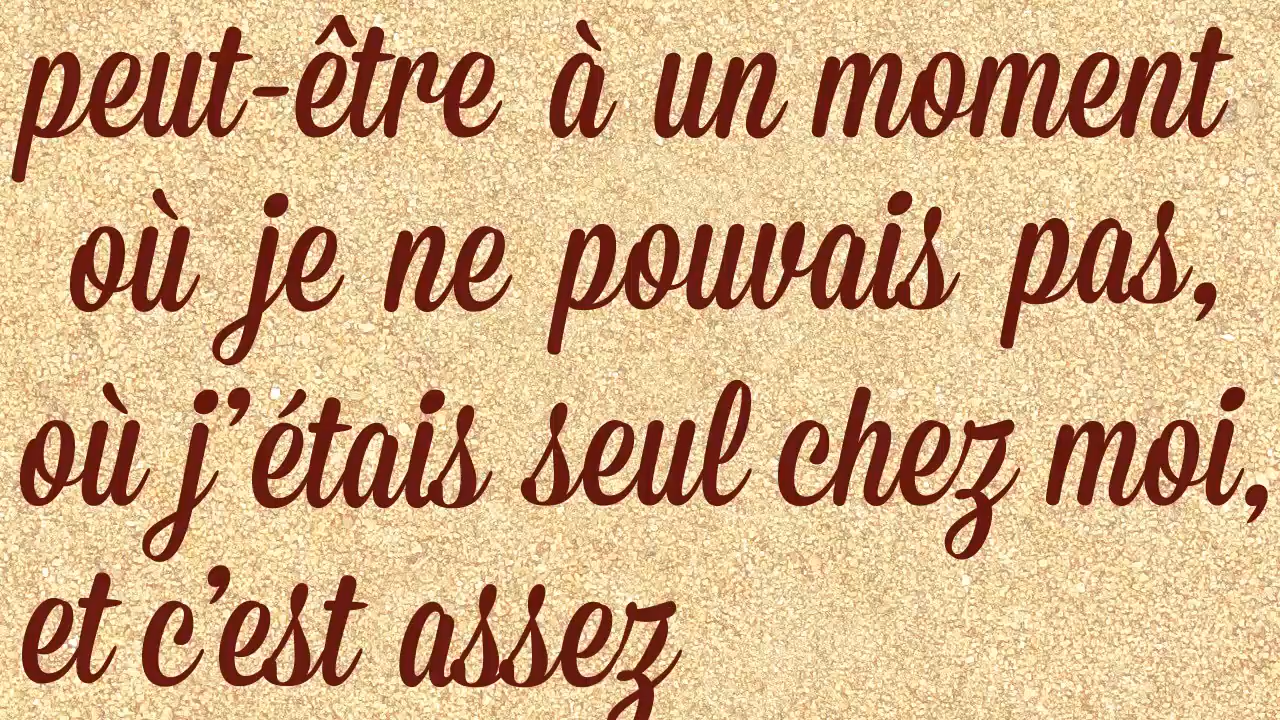 peut-être à un moment
où je ne pouvais pas,
où j’étais seul chez moi,
et c’est assez